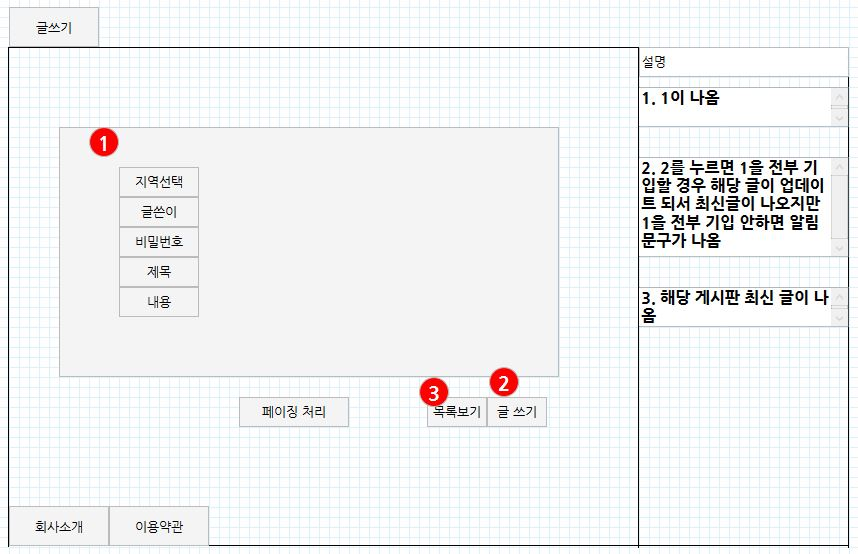 글쓰기
설명
1. 1이 나옴
1
지역선택
글쓴이
비밀번호
제목
내용
2. 2를 누르면 1을 전부 기
입할 경우 해당 글이 업데이
트 되서 최신글이 나오지만
1을 전부 기입 안하면 알림
문구가 나옴
3. 해당 게시판 최신 글이 나
옴
3
2
페이징 처리
목록보기
글 쓰기
회사소개
이용약관